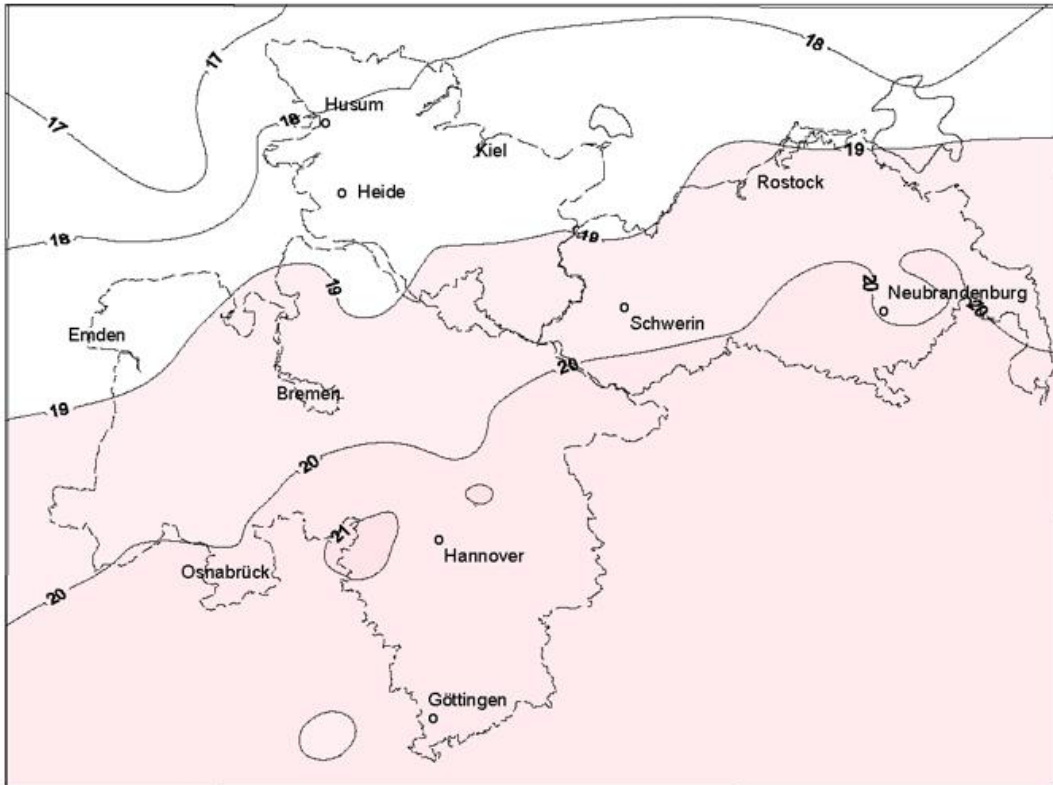 18
17
17
18
Husum
Kiel
19
Rostock
Heide
18
19
19
20
Neubrandenburg
20
Schwerin
Emden
20
Bremen
19
20
21
Hannover
Osnabrück
20
Göttingen